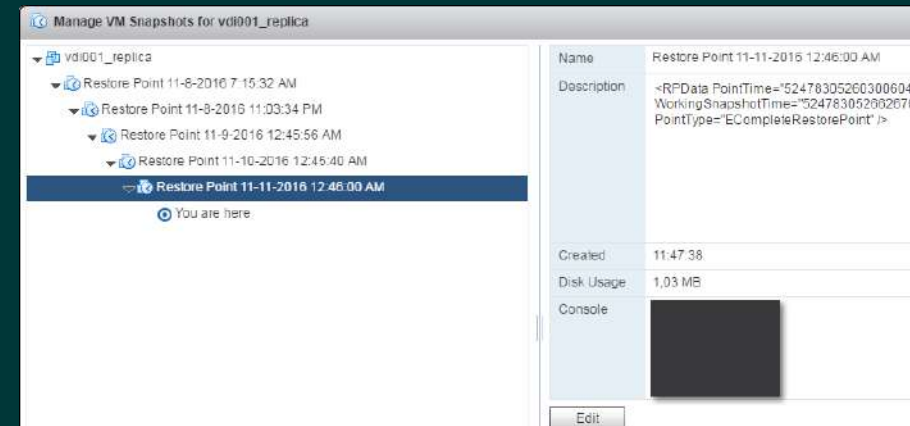 Manage VM Snapshots for vdi001_replica
vdi001_replica
Restore Point 11-8-2016 7:15:32 AM
Restore Point 11-8-2016 11:03:34 PM
Restore Point 11-9-2016 12:45:56 AM
Restore Point 11-10-2016 12:45:40 AM
Restore Point 11-11-2016 12:46:00 AM
You are here
Name Restore Point 11-11-2016 12:46:00 AM
Description <RPData PointTime="52478305260300604
WorkingSnapshotTime="524783052662676
PointType="ECompleteRestorePoint" />
Created 11:47:38
Disk Usage 1,03 MB
Console
Edit